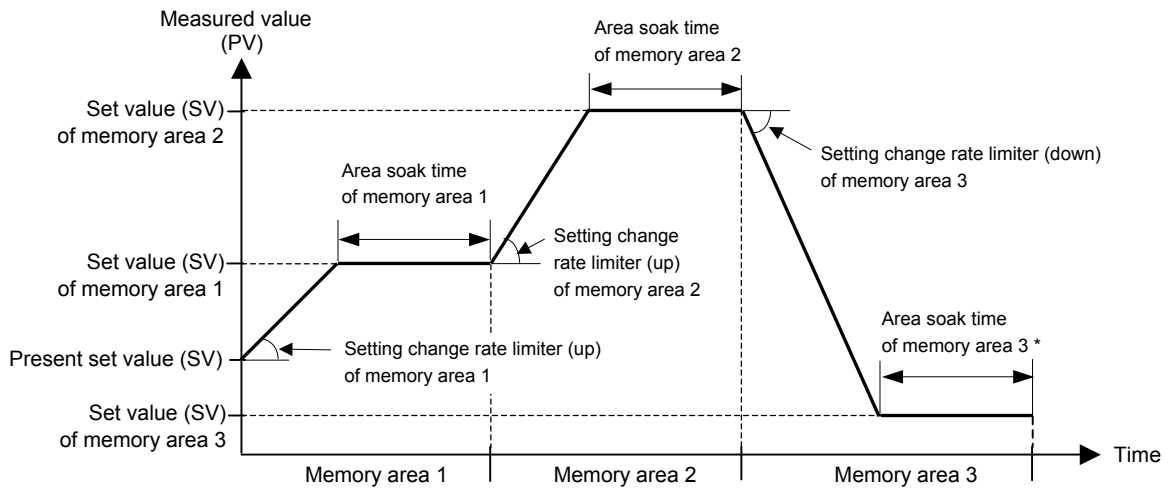 Measured value
(PV)
Area soak time
of memory area 2
Set value (SV)
of memory area 2
Setting change rate limiter (down)
of memory area 3
Area soak time
of memory area 1
Setting change
rate limiter (up)
of memory area 2
Set value (SV)
of memory area 1
Area soak time
of memory area 3 *
Present set value (SV)
Setting change rate limiter (up)
of memory area 1
Set value (SV)
of memory area 3
Time
Memory area 1
Memory area 2
Memory area 3